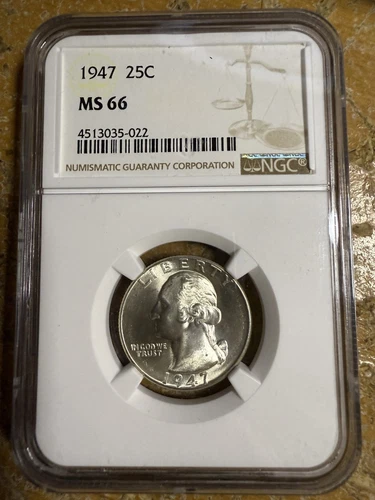 1947 25C
MS 66
4513035-022
NUMISMATIC GUARANTY CORPORATION
NGC®
LIBERTY
IN GOD WE
TRUST
1947